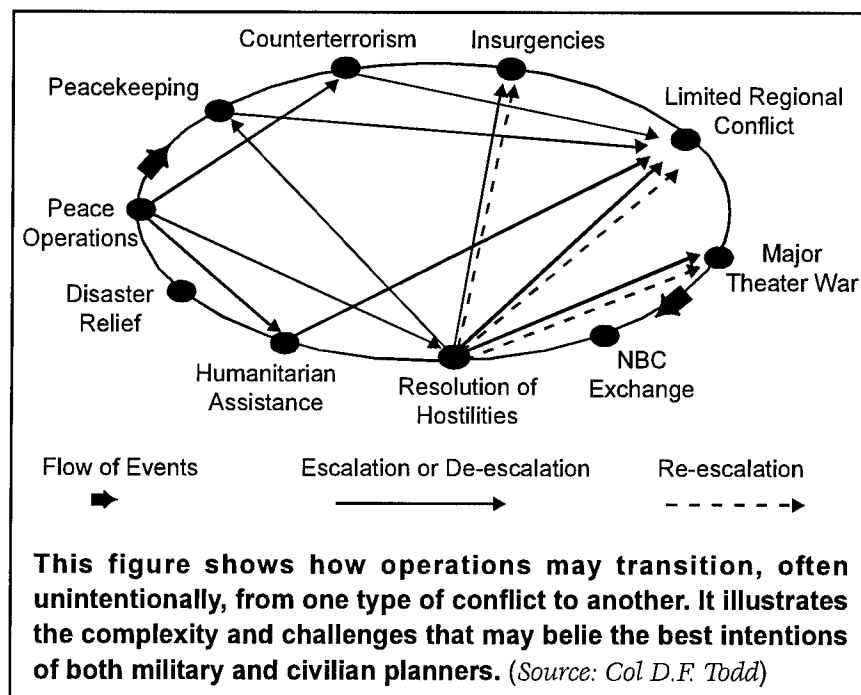 Counterterrorism
Insurgencies
Peacekeeping
Limited Regional
Conflict
Peace
Operations
Major
Theater War
Disaster
Relief
Humanitarian
Assistance
Resolution of
Hostilities
NBC
Exchange
Flow of Events
Escalation or De-escalation
Re-escalation
This figure shows how operations may transition, often
unintentionally, from one type of conflict to another. It illustrates
the complexity and challenges that may belie the best intentions
of both military and civilian planners. (Source: Col D.F. Todd)